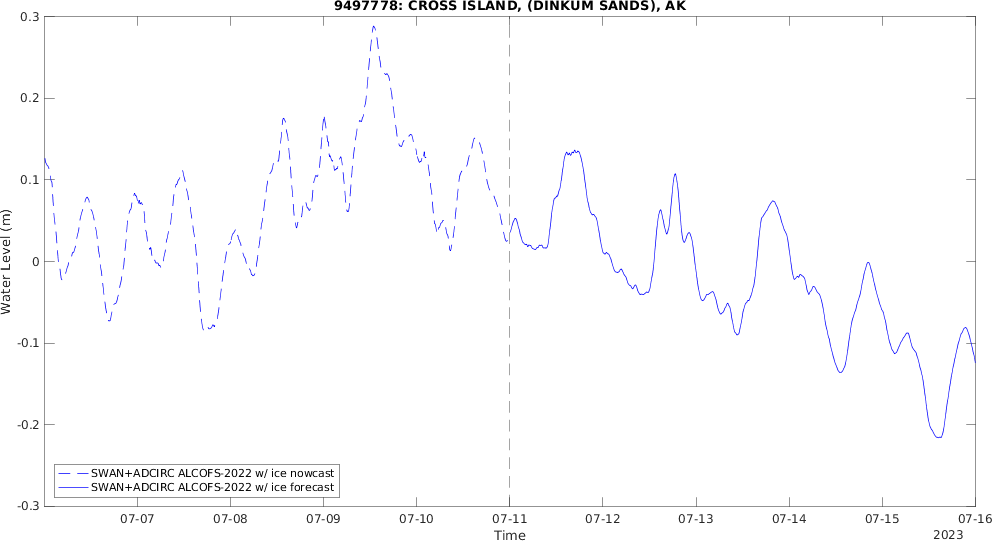 9497778: CROSS ISLAND, (DINKUM SANDS), AK
Water Level (m)
0.3
0.2
0.1
0
-0.1
-0.2
-0.3
SWAN+ADCIRC ALCOFS-2022 w/ ice nowcast
SWAN+ADCIRC ALCOFS-2022 w/ ice forecast
07-07 07-08 07-09 07-10 07-11 07-12 07-13 07-14 07-15 07-16
Time
2023